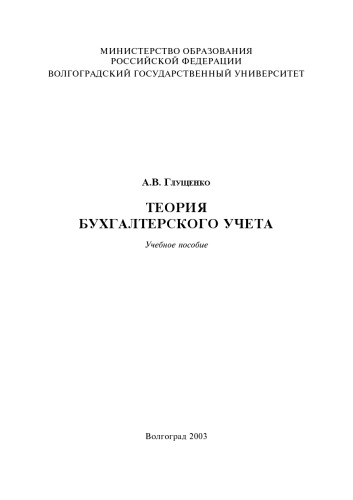 МИНИСТЕРСТВО ОБРАЗОВАНИЯ
РОССИЙСКОЙ ФЕДЕРАЦИИ
ВОЛГОГРАДСКИЙ ГОСУДАРСТВЕННЫЙ УНИВЕРСИТЕТ
А.В. Глущенко
ТЕОРИЯ
БУХГАЛТЕРСКОГО УЧЕТА
Учебное пособие
Волгоград 2003